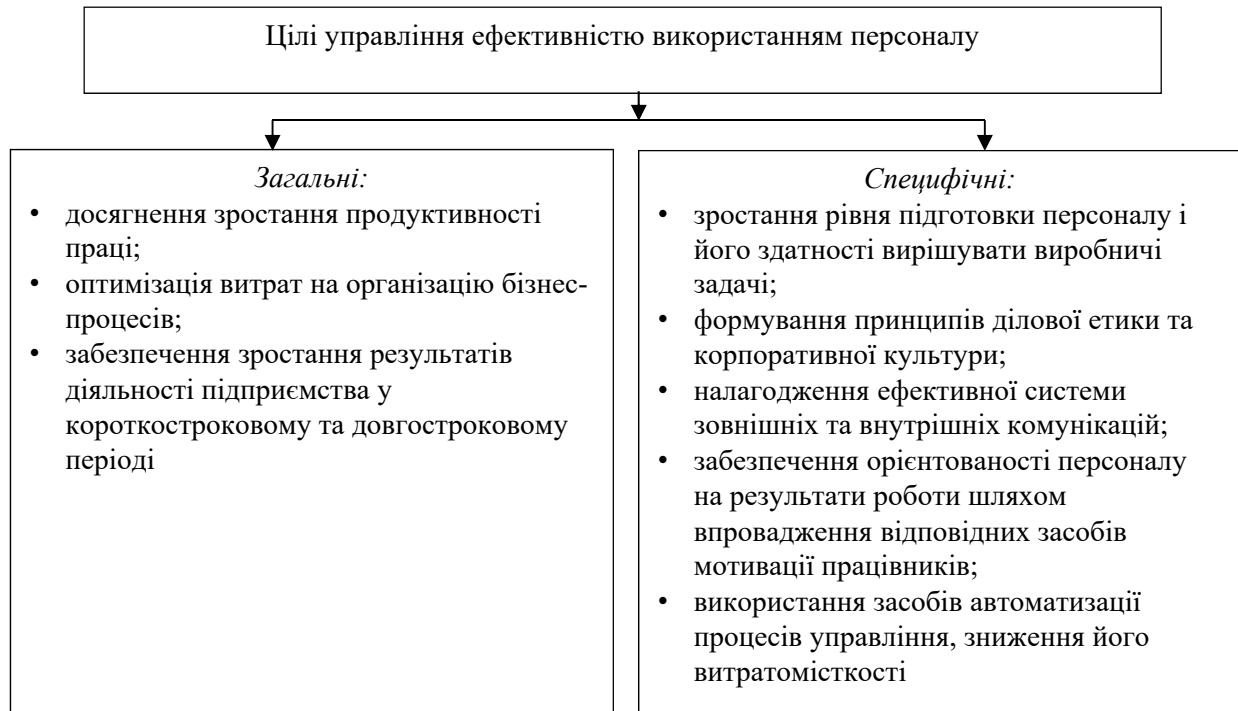 Цілі управління ефективністю використанням персоналу
Загальні:
• досягнення зростання продуктивності
праці;
• оптимізація витрат на організацію бізнес-
процесів;
• забезпечення зростання результатів
діяльності підприємства у
короткостроковому та довгостроковому
періоді
Специфічні:
• зростання рівня підготовки персоналу і
його здатності вирішувати виробничі
задачі;
• формування принципів ділової етики та
корпоративної культури;
• налагодження ефективної системи
зовнішніх та внутрішніх комунікацій;
• забезпечення орієнтованості персоналу
на результати роботи шляхом
впровадження відповідних засобів
мотивації працівників;
• використання засобів автоматизації
процесів управління, зниження його
витратомісткості